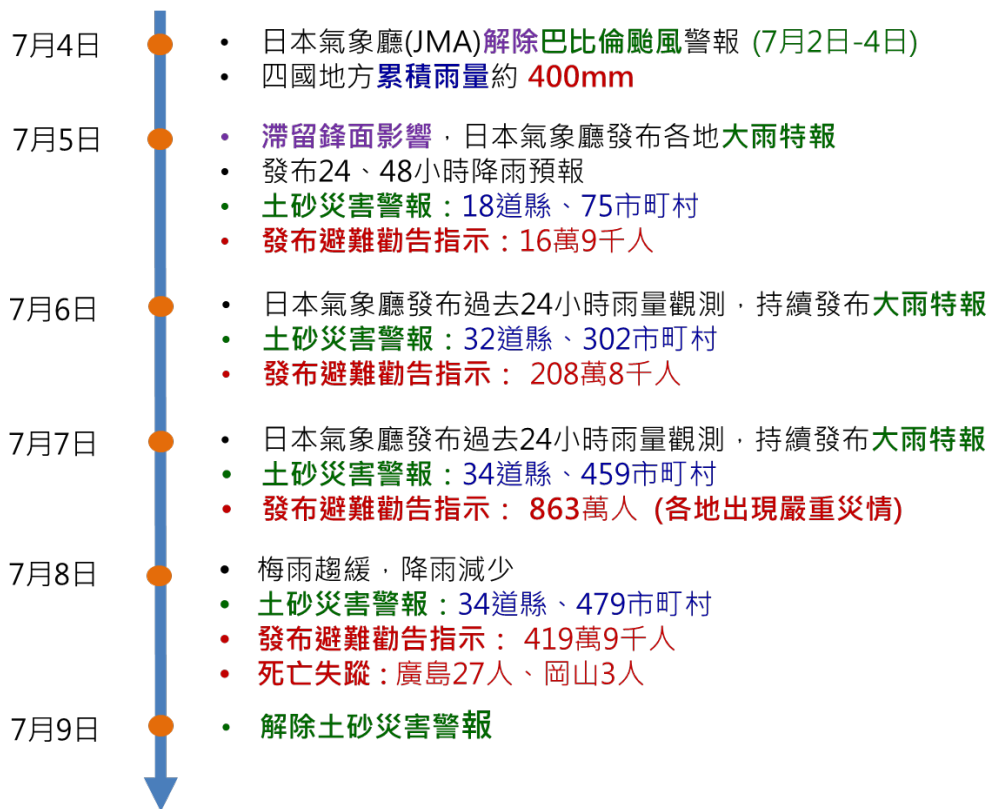 7月4日
• 日本氣象廳(JMA)解除巴比倫颱風警報 (7月2日-4日)
• 四國地方累積雨量約 400mm
7月5日
• 滯留鋒面影響，日本氣象廳發布各地大雨特報
• 發布24、48小時降雨預報
• 土砂災害警報：18道縣、75市町村
• 發布避難勸告指示：16萬9千人
7月6日
• 日本氣象廳發布過去24小時雨量觀測，持續發布大雨特報
• 土砂災害警報：32道縣、302市町村
• 發布避難勸告指示： 208萬8千人
7月7日
• 日本氣象廳發布過去24小時雨量觀測，持續發布大雨特報
• 土砂災害警報：34道縣、459市町村
• 發布避難勸告指示： 863萬人 (各地出現嚴重災情)
7月8日
• 梅雨趨緩，降雨減少
• 土砂災害警報：34道縣、479市町村
• 發布避難勸告指示： 419萬9千人
• 死亡失蹤：廣島27人、岡山3人
7月9日
• 解除土砂災害警報